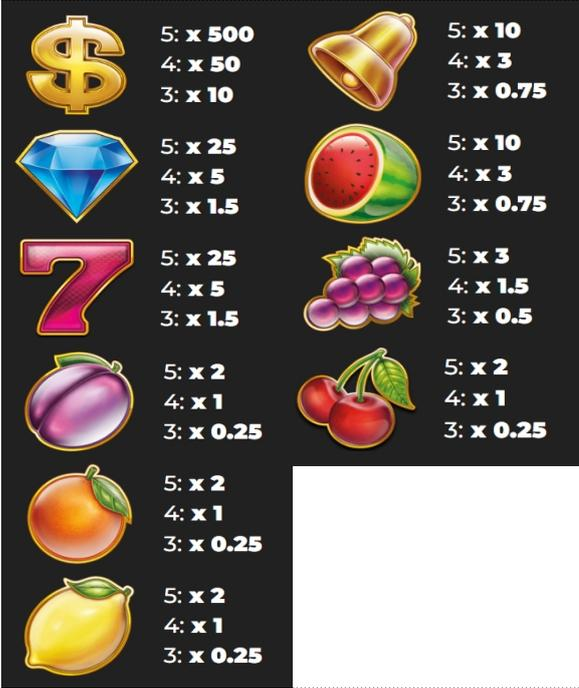 5: x 500
4: x 50
3: x 10
5: x 25
4: x 5
3: x 1.5
5: x 25
4: x 5
3: x 1.5
5: x 2
4: x 1
3: x 0.25
5: x 2
4: x 1
3: x 0.25
5: x 2
4: x 1
3: x 0.25
5: x 10
4: x 3
3: x 0.75
5: x 10
4: x 3
3: x 0.75
5: x 3
4: x 1.5
3: x 0.5
5: x 2
4: x 1
3: x 0.25